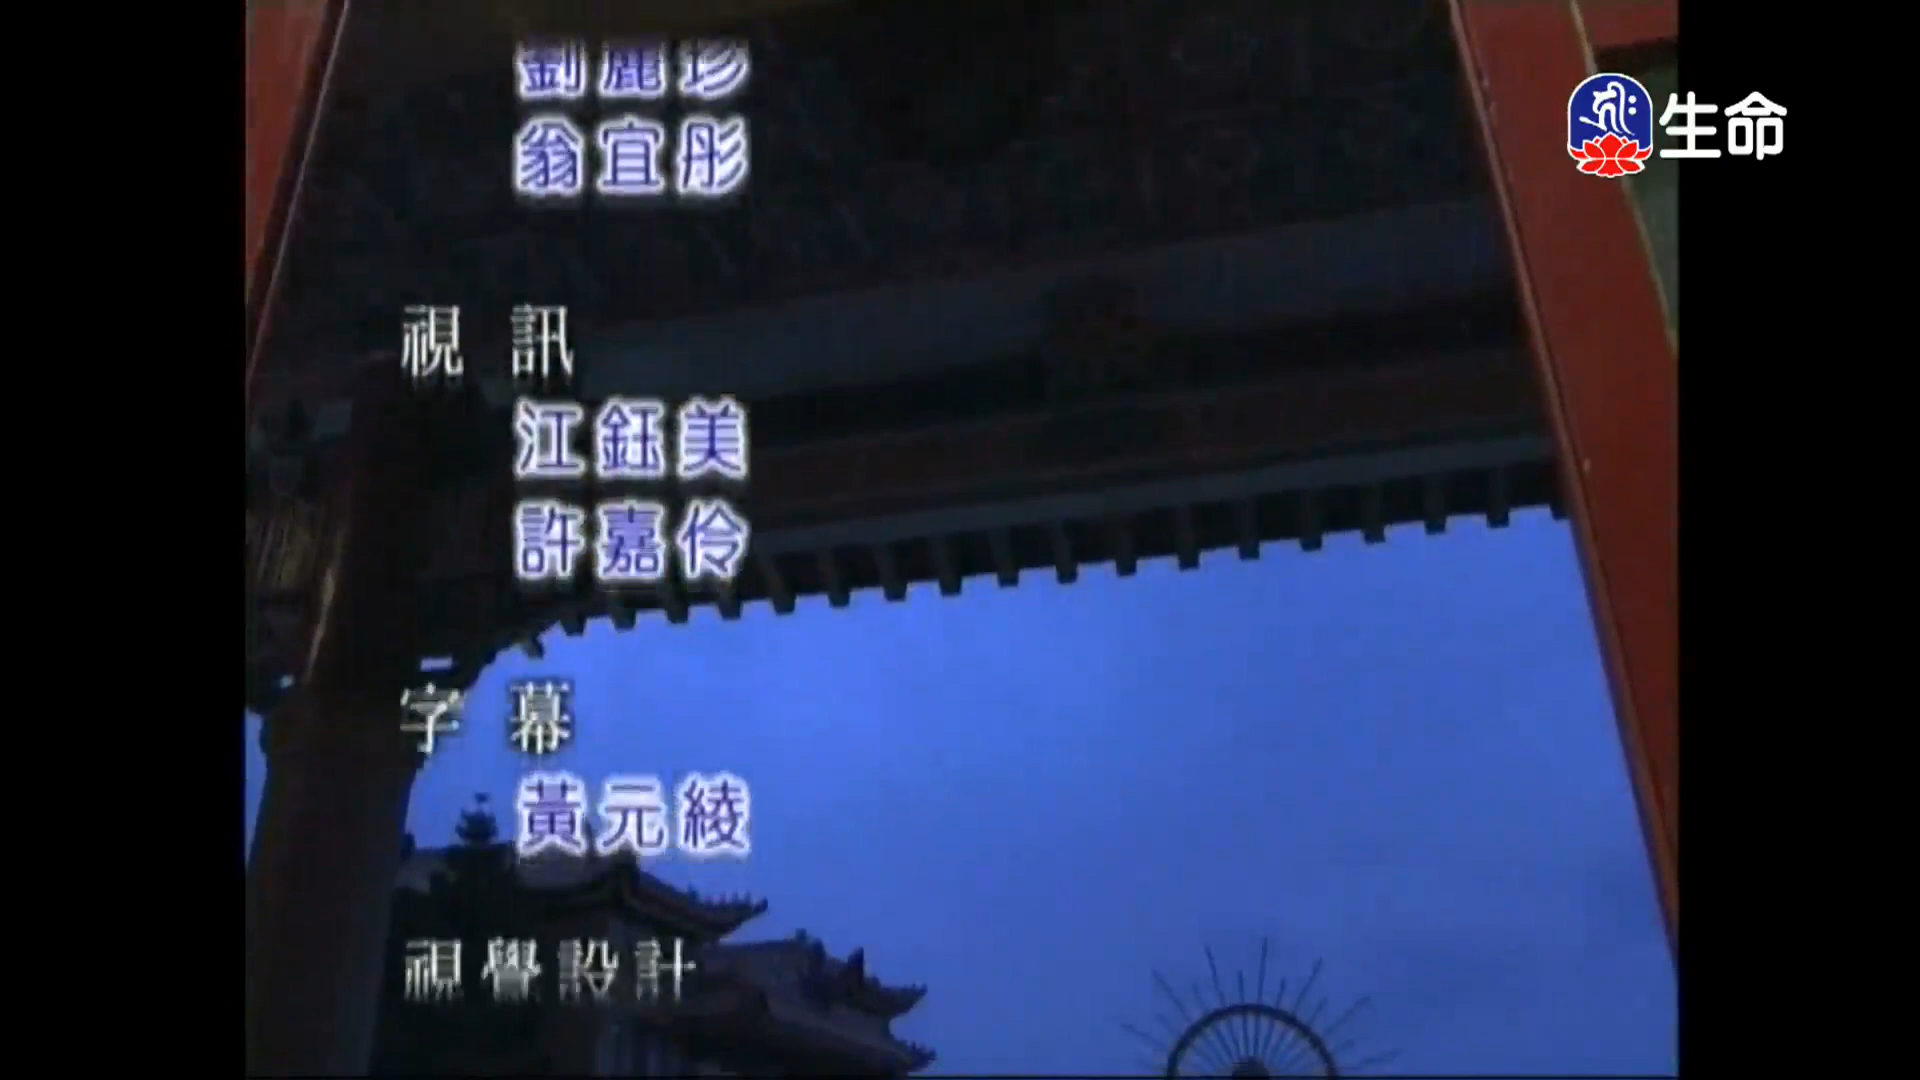 劉麗珍
翁宜彤
生命
視訊
江鈺美
許嘉伶
字幕
黃元綾
視覺設計